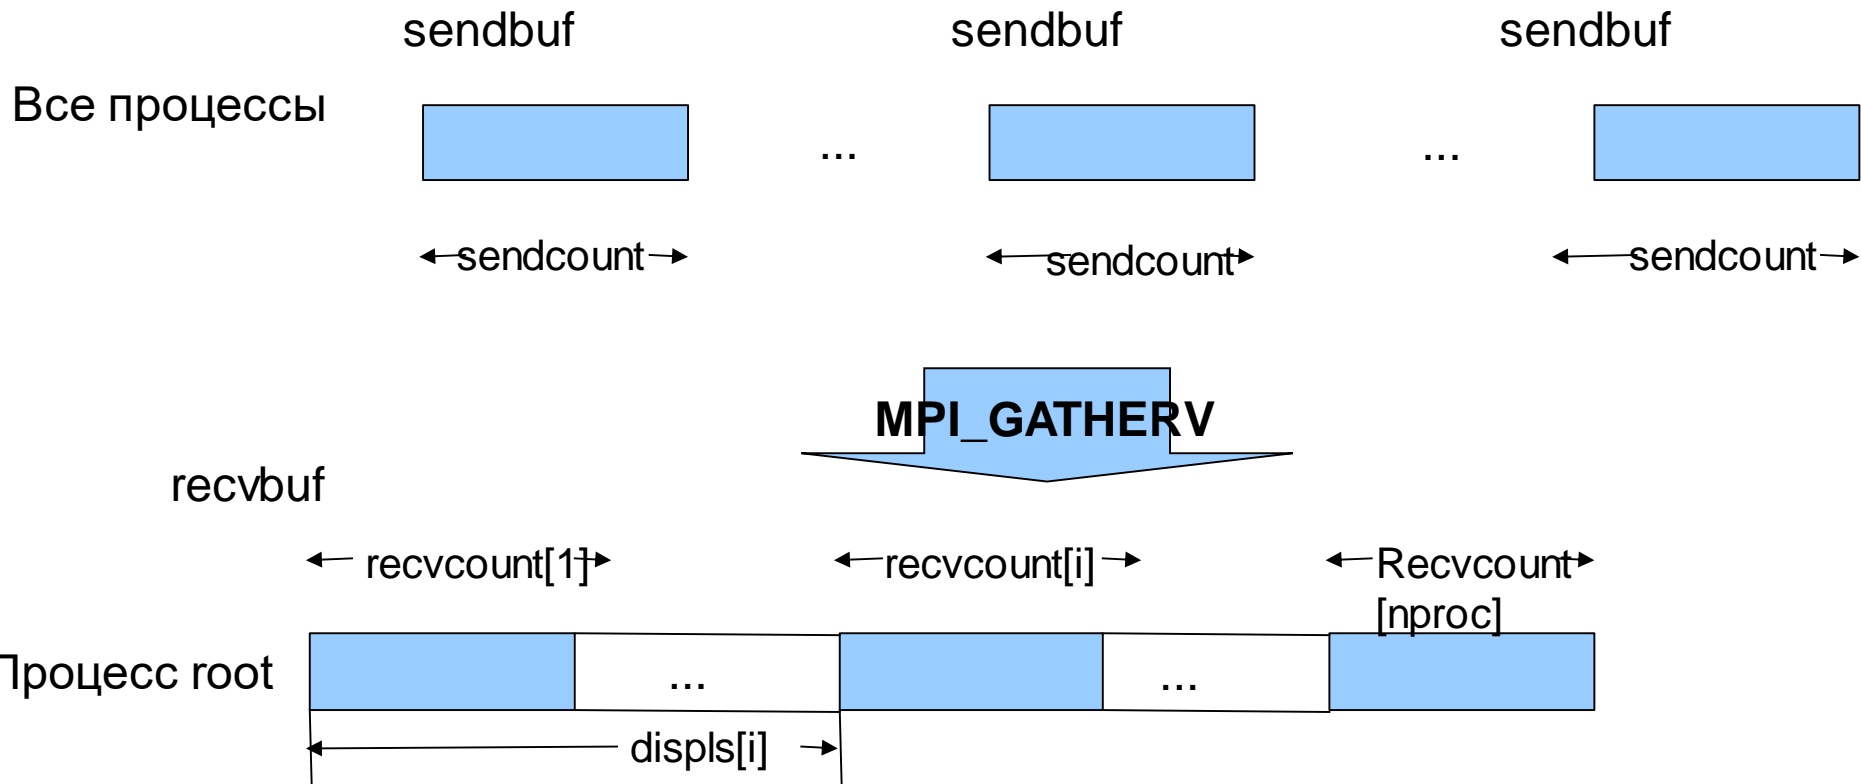 sendbuf sendbuf sendbuf
Все процессы
... ...
sendcount sendcount sendcount
MPI_GATHERV
recvbuf
recvcount[1] recvcount[i] Recvcount
[nproc]
Процесс root ... ...
displs[i]